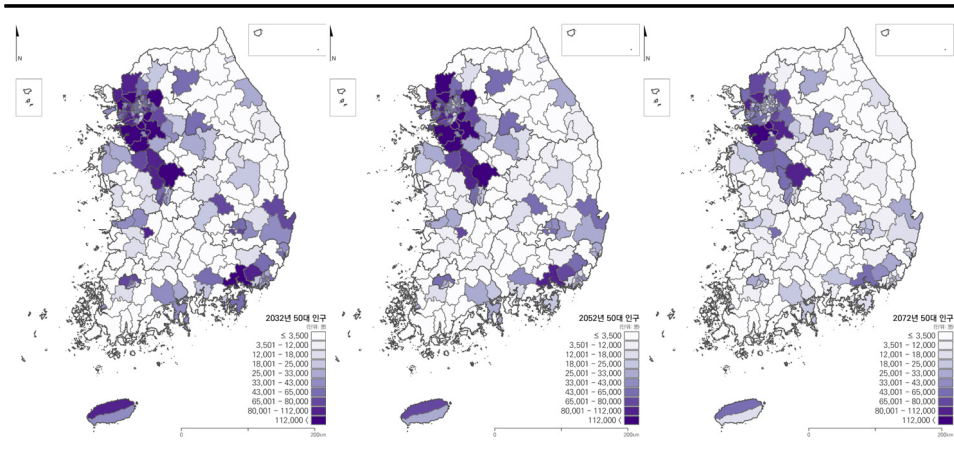 N
2032년 50대 인구
(단위: 명)
≤ 3,500
3,501 - 12,000
12,001 - 18,000
18,001 - 25,000
25,001 - 33,000
33,001 - 43,000
43,001 - 65,000
65,001 - 80,000
80,001 - 112,000
112,000 <
0 200km
N
2052년 50대 인구
(단위: 명)
≤ 3,500
3,501 - 12,000
12,001 - 18,000
18,001 - 25,000
25,001 - 33,000
33,001 - 43,000
43,001 - 65,000
65,001 - 80,000
80,001 - 112,000
112,000 <
0 200km
N
2072년 50대 인구
(단위: 명)
≤ 3,500
3,501 - 12,000
12,001 - 18,000
18,001 - 25,000
25,001 - 33,000
33,001 - 43,000
43,001 - 65,000
65,001 - 80,000
80,001 - 112,000
112,000 <
0 200km